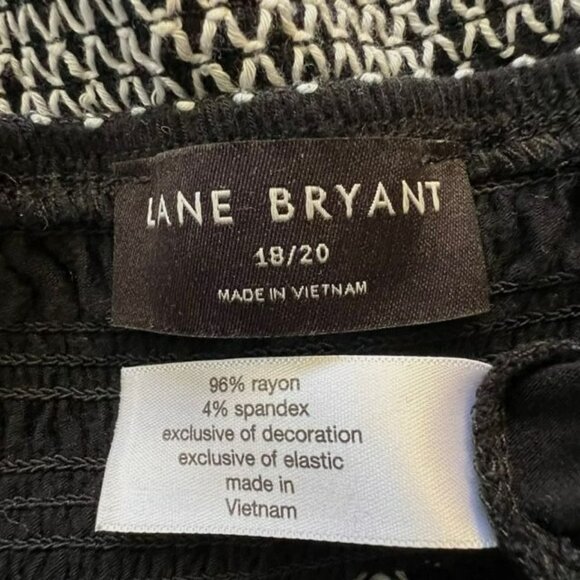 LANE BRYANT
18/20
MADE IN VIETNAM
96% rayon
4% spandex
exclusive of decoration
exclusive of elastic
made in
Vietnam